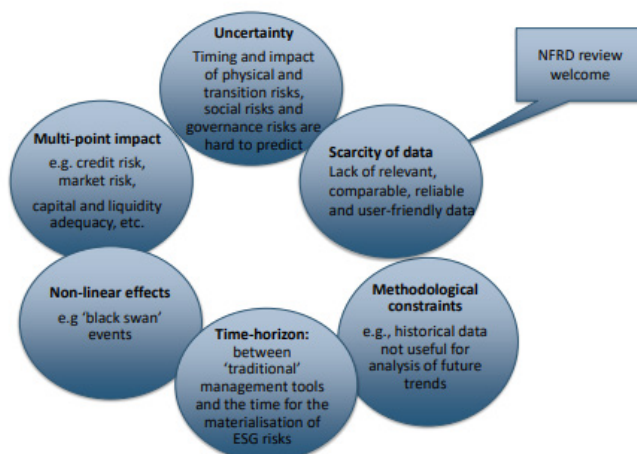 Uncertainty
Timing and impact
of physical and
transition risks,
social risks and
governance risks are
hard to predict
NFRD review
welcome
Scarcity of data
Lack of relevant,
comparable, reliable
and user-friendly data
Methodological
constraints
e.g., historical data
not useful for
analysis of future
trends
Time-horizon:
between
‘traditional’
management tools
and the time for the
materialisation of
ESG risks
Non-linear effects
e.g ‘black swan’
events
Multi-point impact
e.g. credit risk,
market risk,
capital and liquidity
adequacy, etc.